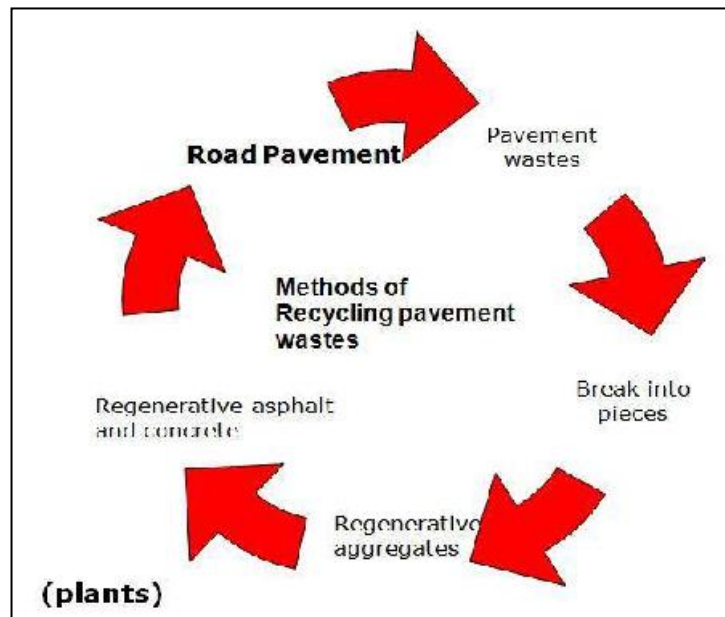 Road Pavement
Pavement
wastes
Methods of
Recycling pavement
wastes
Break into
pieces
Regenerative asphalt
and concrete
Regenerative
aggregates
(plants)